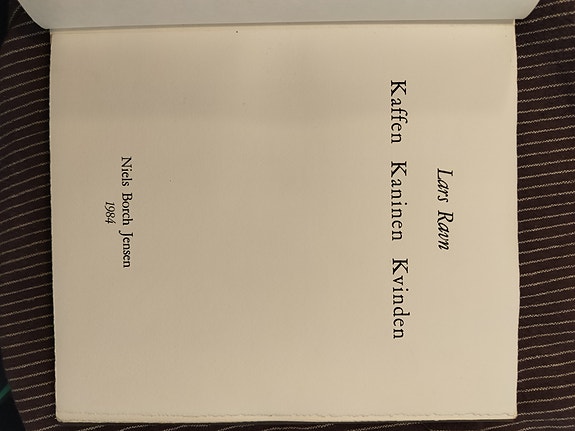 Lars Ravn
Kaffen Kaninen Kvinden
Niels Borch Jensen
1984